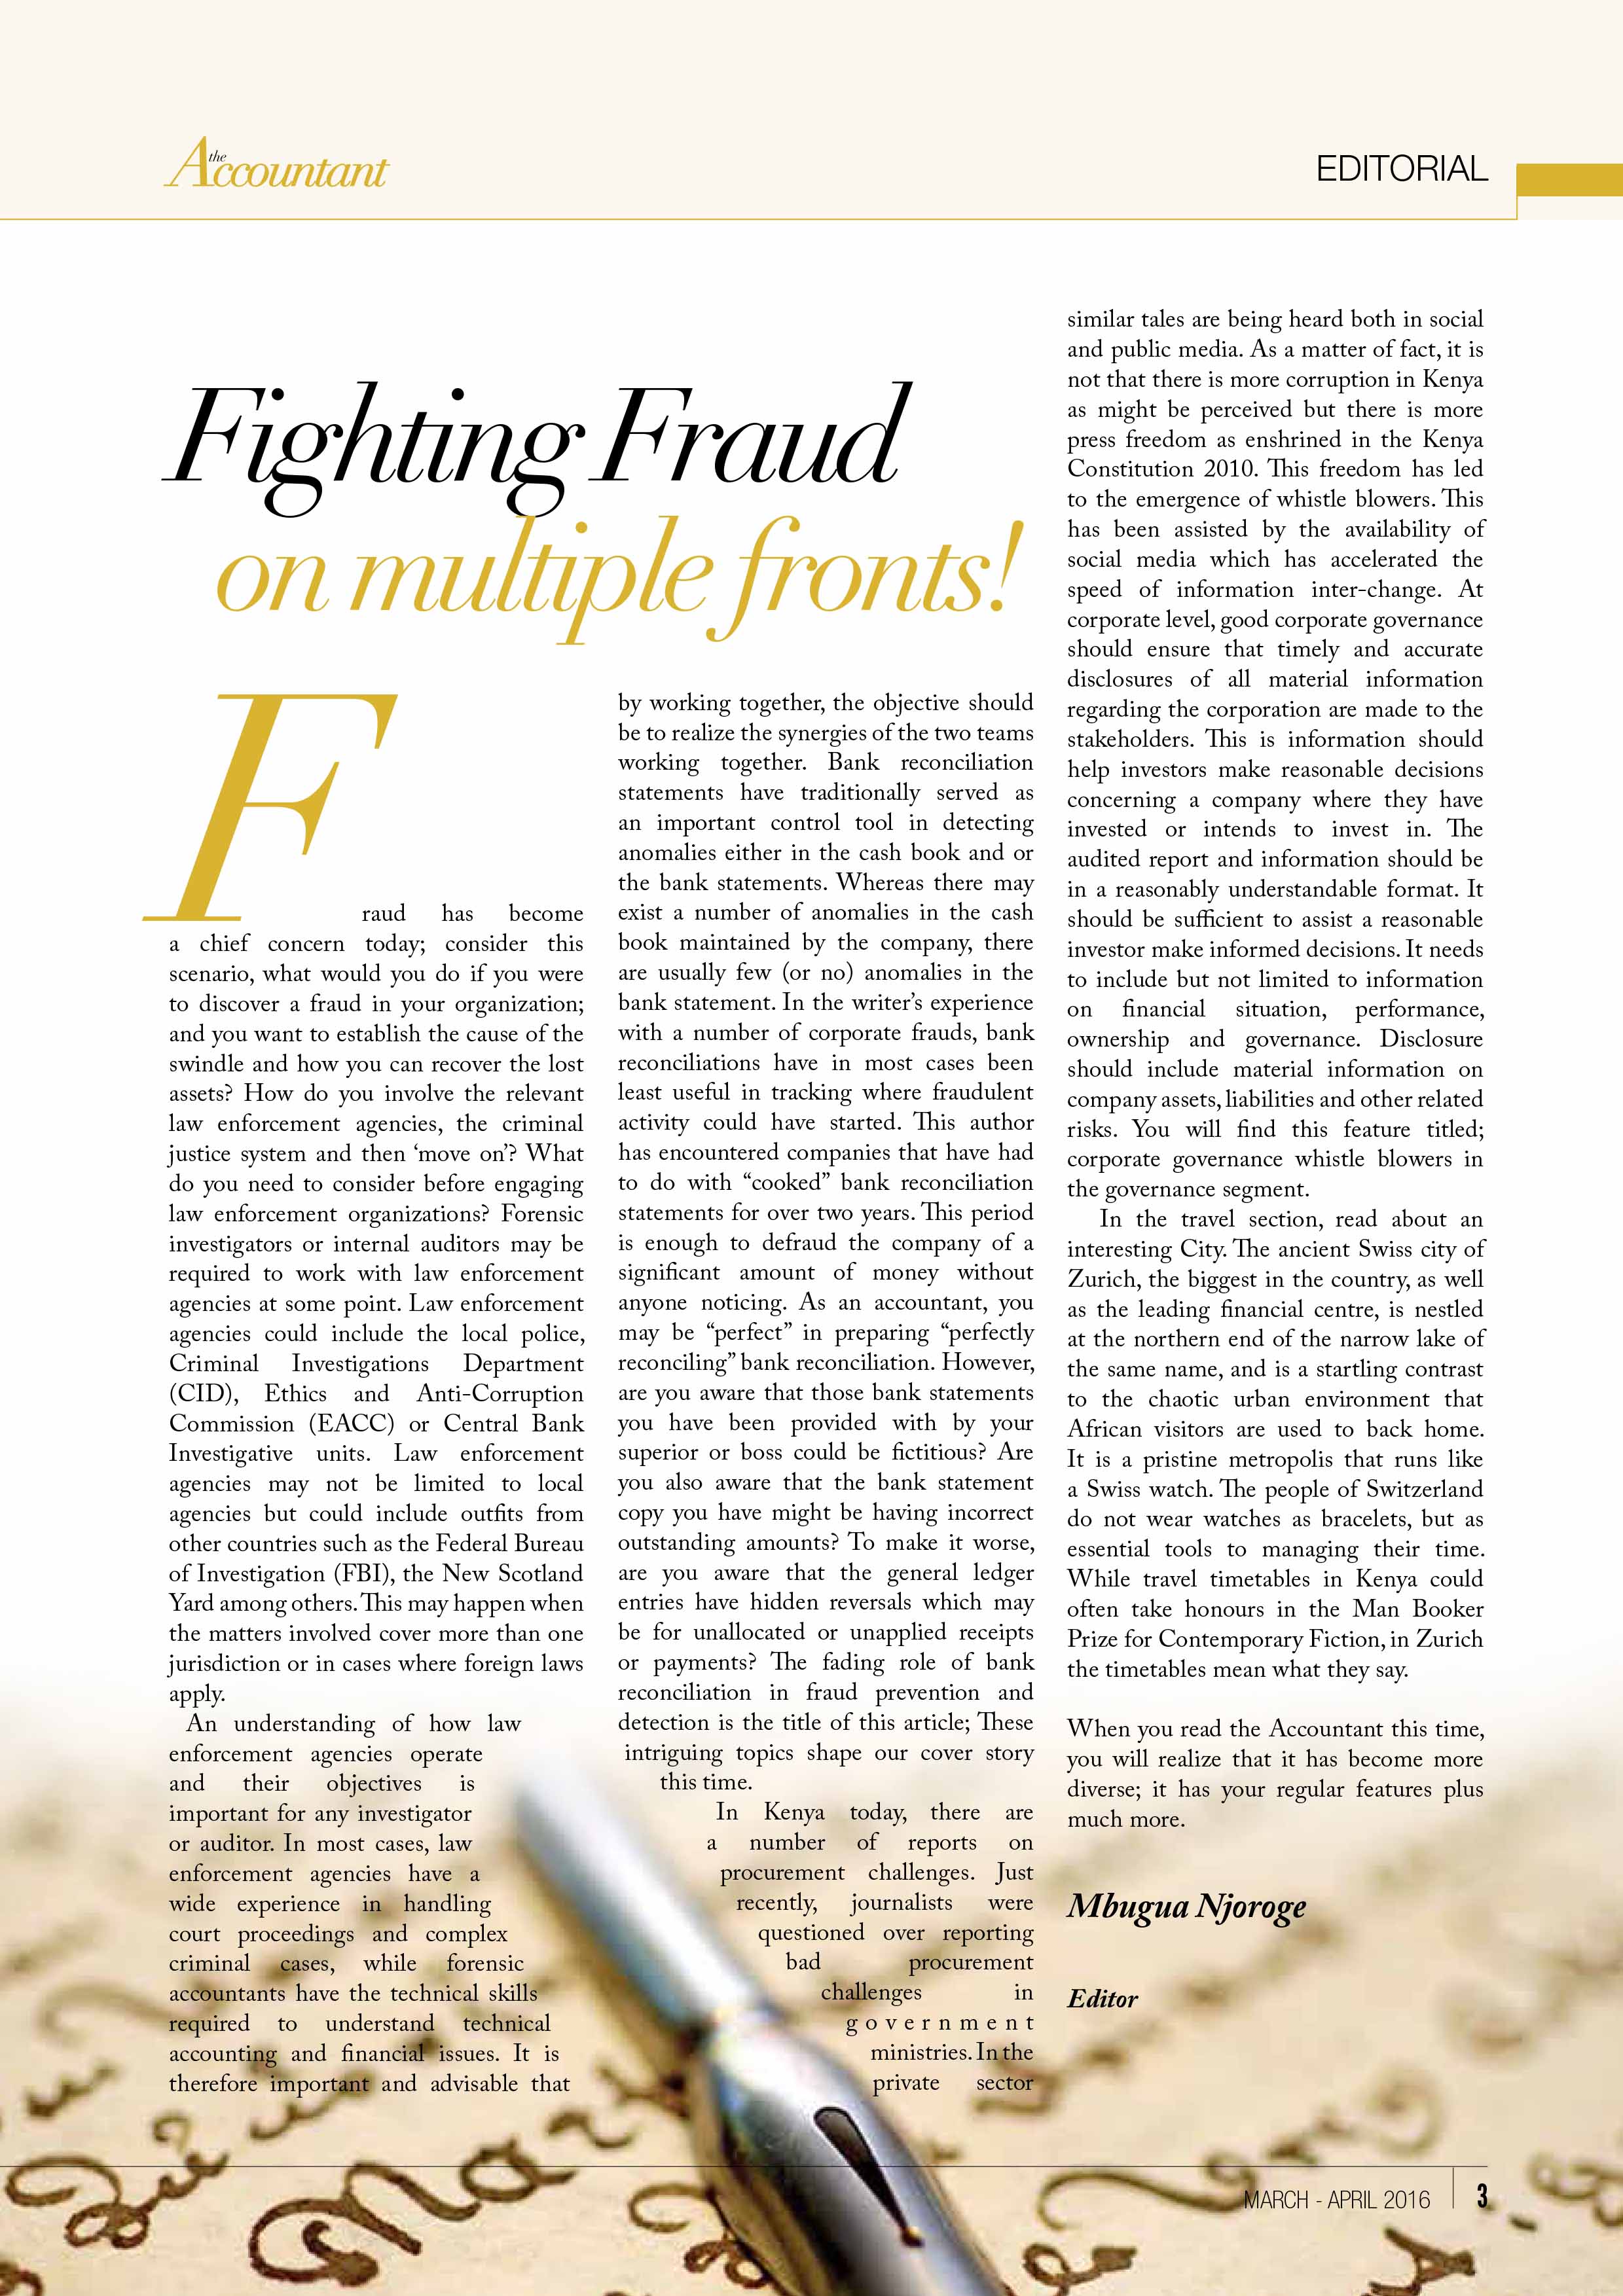 the Accountant
EDITORIAL
Fighting Fraud
on multiple fronts!
Fraud has become
a chief concern today; consider this
scenario, what would you do if you were
to discover a fraud in your organization;
and you want to establish the cause of the
swindle and how you can recover the lost
assets? How do you involve the relevant
law enforcement agencies, the criminal
justice system and then ‘move on’? What
do you need to consider before engaging
law enforcement organizations? Forensic
investigators or internal auditors may be
required to work with law enforcement
agencies at some point. Law enforcement
agencies could include the local police,
Criminal Investigations Department
(CID), Ethics and Anti-Corruption
Commission (EACC) or Central Bank
Investigative units. Law enforcement
agencies may not be limited to local
agencies but could include outfits from
other countries such as the Federal Bureau
of Investigation (FBI), the New Scotland
Yard among others. This may happen when
the matters involved cover more than one
jurisdiction or in cases where foreign laws
apply.
An understanding of how law
enforcement agencies operate
and their objectives is
important for any investigator
or auditor. In most cases, law
enforcement agencies have a
wide experience in handling
court proceedings and complex
criminal cases, while forensic
accountants have the technical skills
required to understand technical
accounting and financial issues. It is
therefore important and advisable that
by working together, the objective should
be to realize the synergies of the two teams
working together. Bank reconciliation
statements have traditionally served as
an important control tool in detecting
anomalies either in the cash book and or
the bank statements. Whereas there may
exist a number of anomalies in the cash
book maintained by the company, there
are usually few (or no) anomalies in the
bank statement. In the writer’s experience
with a number of corporate frauds, bank
reconciliations have in most cases been
least useful in tracking where fraudulent
activity could have started. This author
has encountered companies that have had
to do with “cooked” bank reconciliation
statements for over two years. This period
is enough to defraud the company of a
significant amount of money without
anyone noticing. As an accountant, you
may be “perfect” in preparing “perfectly
reconciling” bank reconciliation. However,
are you aware that those bank statements
you have been provided with by your
superior or boss could be fictitious? Are
you also aware that the bank statement
copy you have might be having incorrect
outstanding amounts? To make it worse,
are you aware that the general ledger
entries have hidden reversals which may
be for unallocated or unapplied receipts
or payments? The fading role of bank
reconciliation in fraud prevention and
detection is the title of this article; These
intriguing topics shape our cover story
this time.
In Kenya today, there are
a number of reports on
procurement challenges. Just
recently, journalists were
questioned over reporting
bad procurement
challenges in
government
ministries. In the
private sector
similar tales are being heard both in social
and public media. As a matter of fact, it is
not that there is more corruption in Kenya
as might be perceived but there is more
press freedom as enshrined in the Kenya
Constitution 2010. This freedom has led
to the emergence of whistle blowers. This
has been assisted by the availability of
social media which has accelerated the
speed of information inter-change. At
corporate level, good corporate governance
should ensure that timely and accurate
disclosures of all material information
regarding the corporation are made to the
stakeholders. This is information should
help investors make reasonable decisions
concerning a company where they have
invested or intends to invest in. The
audited report and information should be
in a reasonably understandable format. It
should be sufficient to assist a reasonable
investor make informed decisions. It needs
to include but not limited to information
on financial situation, performance,
ownership and governance. Disclosure
should include material information on
company assets, liabilities and other related
risks. You will find this feature titled;
corporate governance whistle blowers in
the governance segment.
In the travel section, read about an
interesting City. The ancient Swiss city of
Zurich, the biggest in the country, as well
as the leading financial centre, is nestled
at the northern end of the narrow lake of
the same name, and is a startling contrast
to the chaotic urban environment that
African visitors are used to back home.
It is a pristine metropolis that runs like
a Swiss watch. The people of Switzerland
do not wear watches as bracelets, but as
essential tools to managing their time.
While travel timetables in Kenya could
often take honours in the Man Booker
Prize for Contemporary Fiction, in Zurich
the timetables mean what they say.
When you read the Accountant this time,
you will realize that it has become more
diverse; it has your regular features plus
much more.
Mbugua Njoroge
Editor
MARCH - APRIL 2016
3